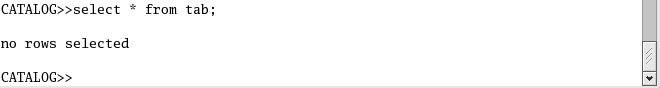 CATALOG>>select * from tab;
no rows selected
CATALOG>>